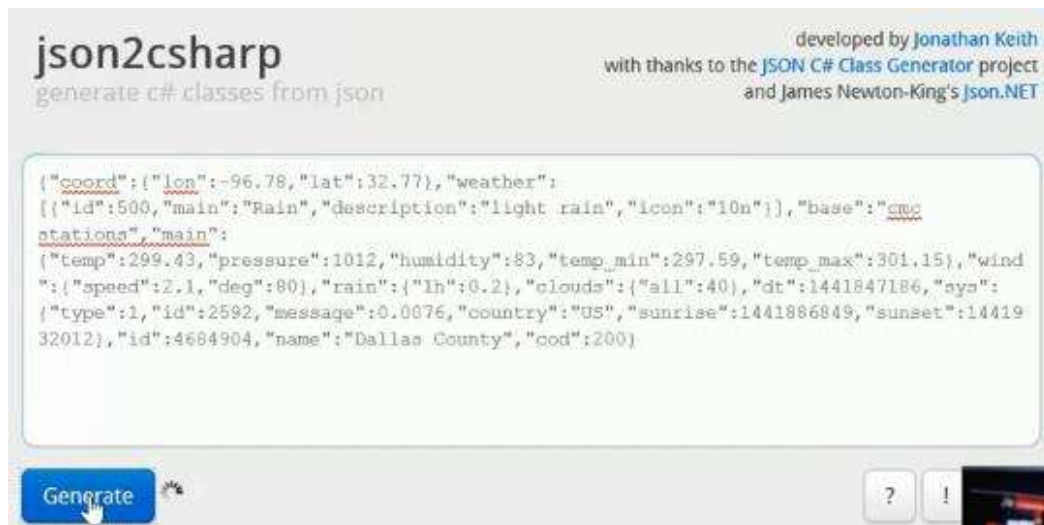 json2csharp
generate c# classes from json
developed by Jonathan Keith
with thanks to the JSON C# Class Generator project
and James Newton-King's Json.NET
{"coord":{"lon":-96.78,"lat":32.77},"weather":
[{"id":500,"main":"Rain","description":"light rain","icon":"10n"}],"base":"cmc
stations","main":
{"temp":299.43,"pressure":1012,"humidity":83,"temp_min":297.59,"temp_max":301.15},"wind
":{"speed":2.1,"deg":80},"rain":{"1h":0.2},"clouds":{"all":40},"dt":1441847186,"sys":
{"type":1,"id":2592,"message":0.0076,"country":"US","sunrise":1441886849,"sunset":14419
32012},"id":4684904,"name":"Dallas County","cod":200}
Generate
? !